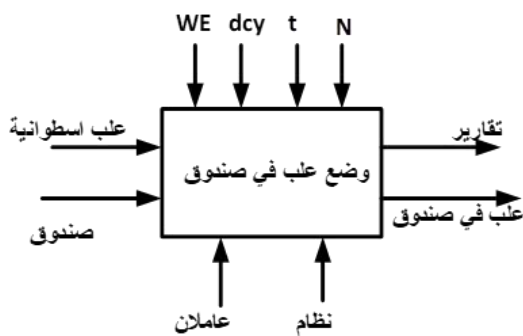 WE dcy t N
علب اسطوانية
تقارير
وضع علب في صندوق
صندوق
علب في صندوق
عاملان
نظام